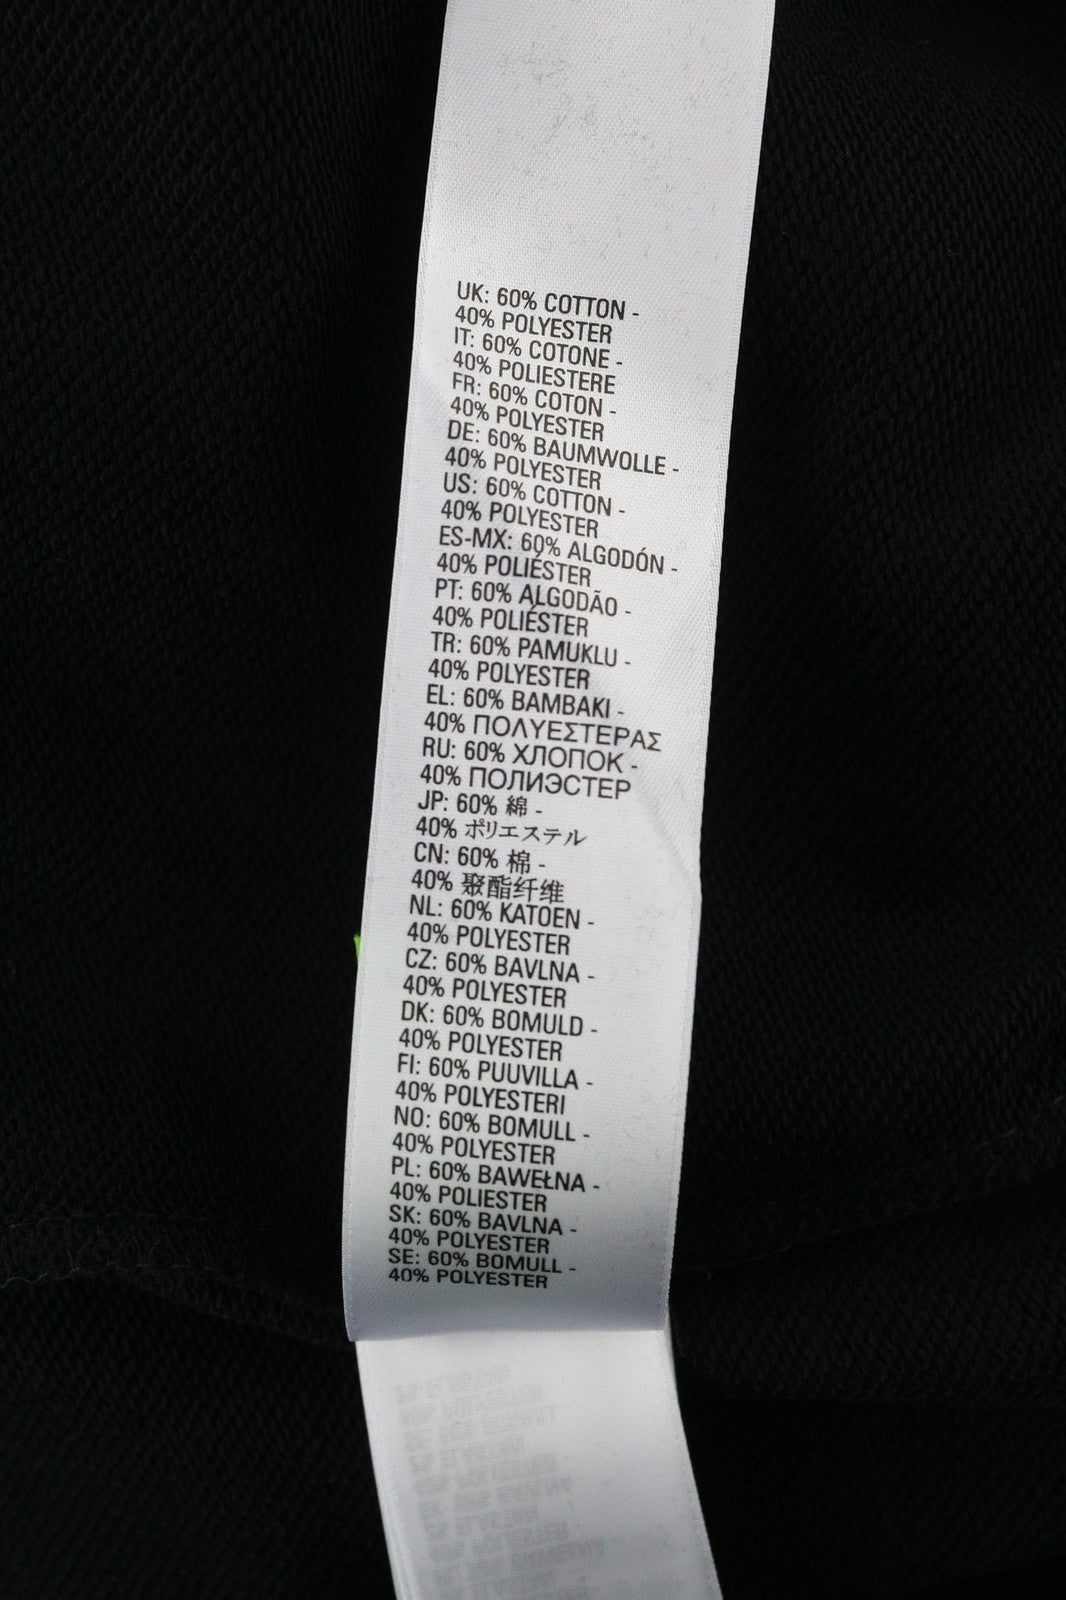 UK: 60% COTTON -
40% POLYESTER
IT: 60% COTONE -
40% POLIESTERE
FR: 60% COTON -
40% POLYESTER
DE: 60% BAUMWOLLE -
40% POLYESTER
US: 60% COTTON -
40% POLYESTER
ES-MX: 60% ALGODÓN -
40% POLIÉSTER
PT: 60% ALGODÃO -
40% POLIÉSTER
TR: 60% PAMUKLU -
40% POLYESTER
EL: 60% ΒΑΜΒΑΚΙ -
40% ΠΟΛΥΕΣΤΕΡΑΣ
RU: 60% ХЛОПОК -
40% ПОЛИЭСТЕР
JP: 60% 綿 -
40% ポリエステル
CN: 60% 棉 -
40% 聚酯纤维
NL: 60% KATOEN -
40% POLYESTER
CZ: 60% BAVLNA -
40% POLYESTER
DK: 60% BOMULD -
40% POLYESTER
FI: 60% PUUVILLA -
40% POLYESTERI
NO: 60% BOMULL -
40% POLYESTER
PL: 60% BAWEŁNA -
40% POLIESTER
SK: 60% BAVLNA -
40% POLYESTER
SE: 60% BOMULL -
40% POLYESTER